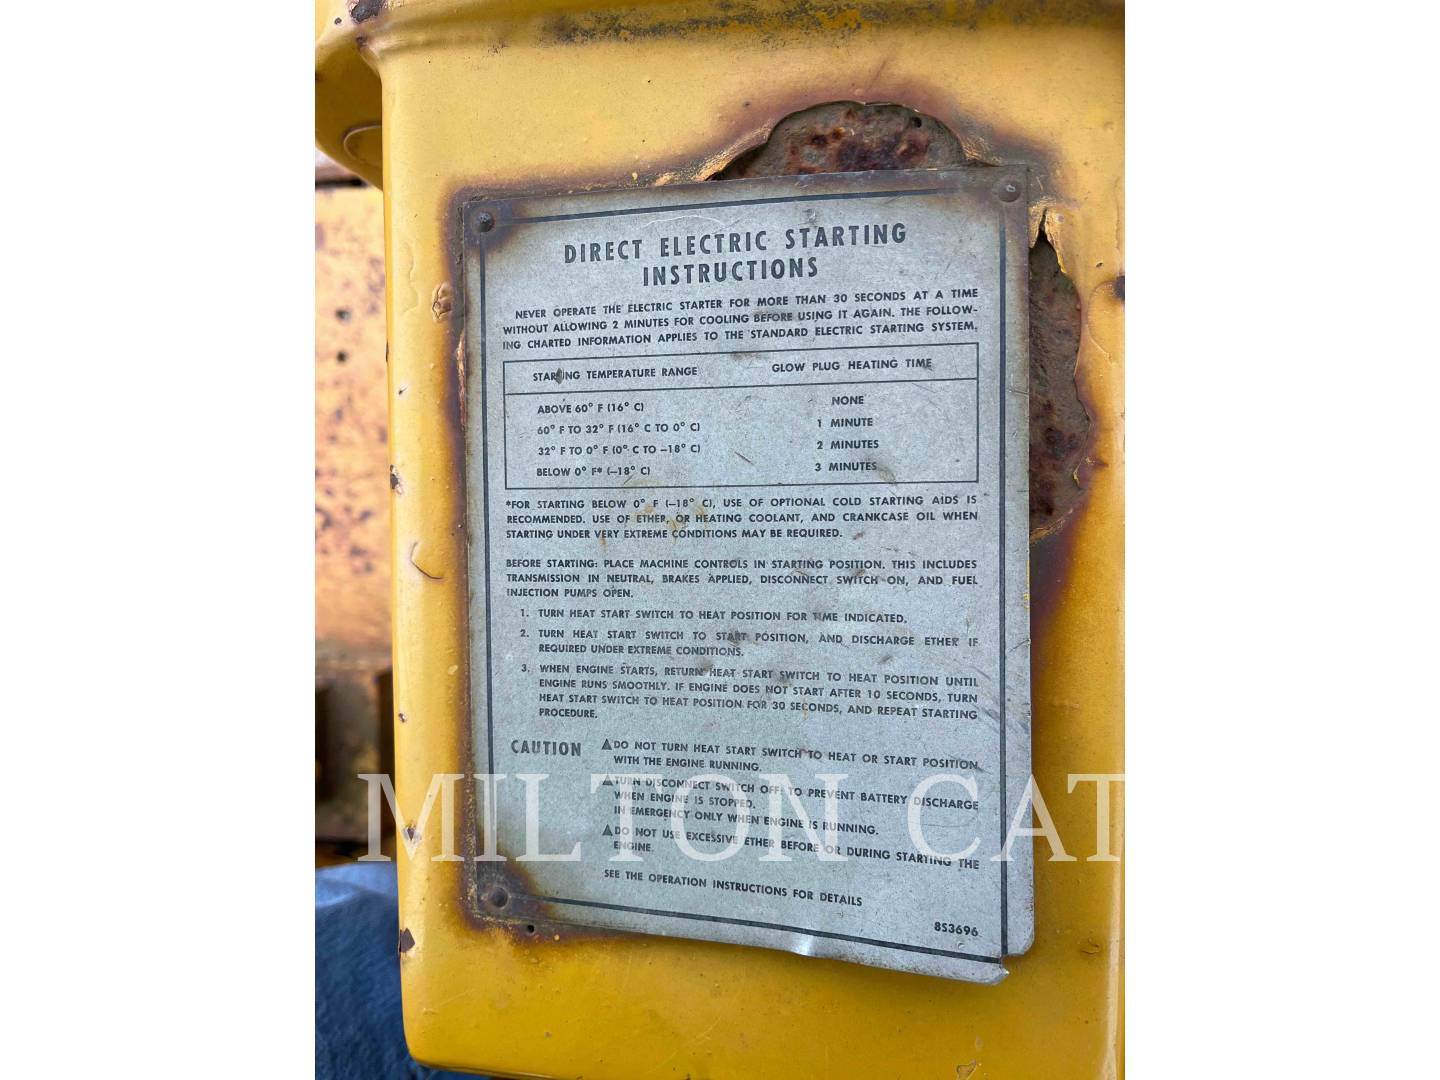 DIRECT ELECTRIC STARTING
INSTRUCTIONS
NEVER OPERATE THE ELECTRIC STARTER FOR MORE THAN 30 SECONDS AT A TIME
WITHOUT ALLOWING 2 MINUTES FOR COOLING BEFORE USING IT AGAIN. THE FOLLOW-
ING CHARTED INFORMATION APPLIES TO THE STANDARD ELECTRIC STARTING SYSTEM.
STARTING TEMPERATURE RANGE GLOW PLUG HEATING TIME
ABOVE 60° F (16° C) NONE
60° F TO 32° F (16° C TO 0° C) 1 MINUTE
32° F TO 0° F (0° C TO -18° C) 2 MINUTES
BELOW 0° F* (-18° C) 3 MINUTES
*FOR STARTING BELOW 0° F (-18° C), USE OF OPTIONAL COLD STARTING AIDS IS
RECOMMENDED. USE OF ETHER, OR HEATING COOLANT, AND CRANKCASE OIL WHEN
STARTING UNDER VERY EXTREME CONDITIONS MAY BE REQUIRED.
BEFORE STARTING: PLACE MACHINE CONTROLS IN STARTING POSITION. THIS INCLUDES
TRANSMISSION IN NEUTRAL, BRAKES APPLIED, DISCONNECT SWITCH ON, AND FUEL
INJECTION PUMPS OPEN.
1. TURN HEAT START SWITCH TO HEAT POSITION FOR TIME INDICATED.
2. TURN HEAT START SWITCH TO START POSITION, AND DISCHARGE ETHER IF
REQUIRED UNDER EXTREME CONDITIONS.
3. WHEN ENGINE STARTS, RETURN HEAT START SWITCH TO HEAT POSITION UNTIL
ENGINE RUNS SMOOTHLY. IF ENGINE DOES NOT START AFTER 10 SECONDS, TURN
HEAT START SWITCH TO HEAT POSITION FOR 30 SECONDS, AND REPEAT STARTING
PROCEDURE.
CAUTION ▲DO NOT TURN HEAT START SWITCH TO HEAT OR START POSITION
WITH THE ENGINE RUNNING.
▲TURN DISCONNECT SWITCH OFF: TO PREVENT BATTERY DISCHARGE
WHEN ENGINE IS STOPPED.
IN EMERGENCY ONLY WHEN ENGINE IS RUNNING.
▲DO NOT USE EXCESSIVE ETHER BEFORE OR DURING STARTING THE
ENGINE.
SEE THE OPERATION INSTRUCTIONS FOR DETAILS
8S3696
MILTON CAT